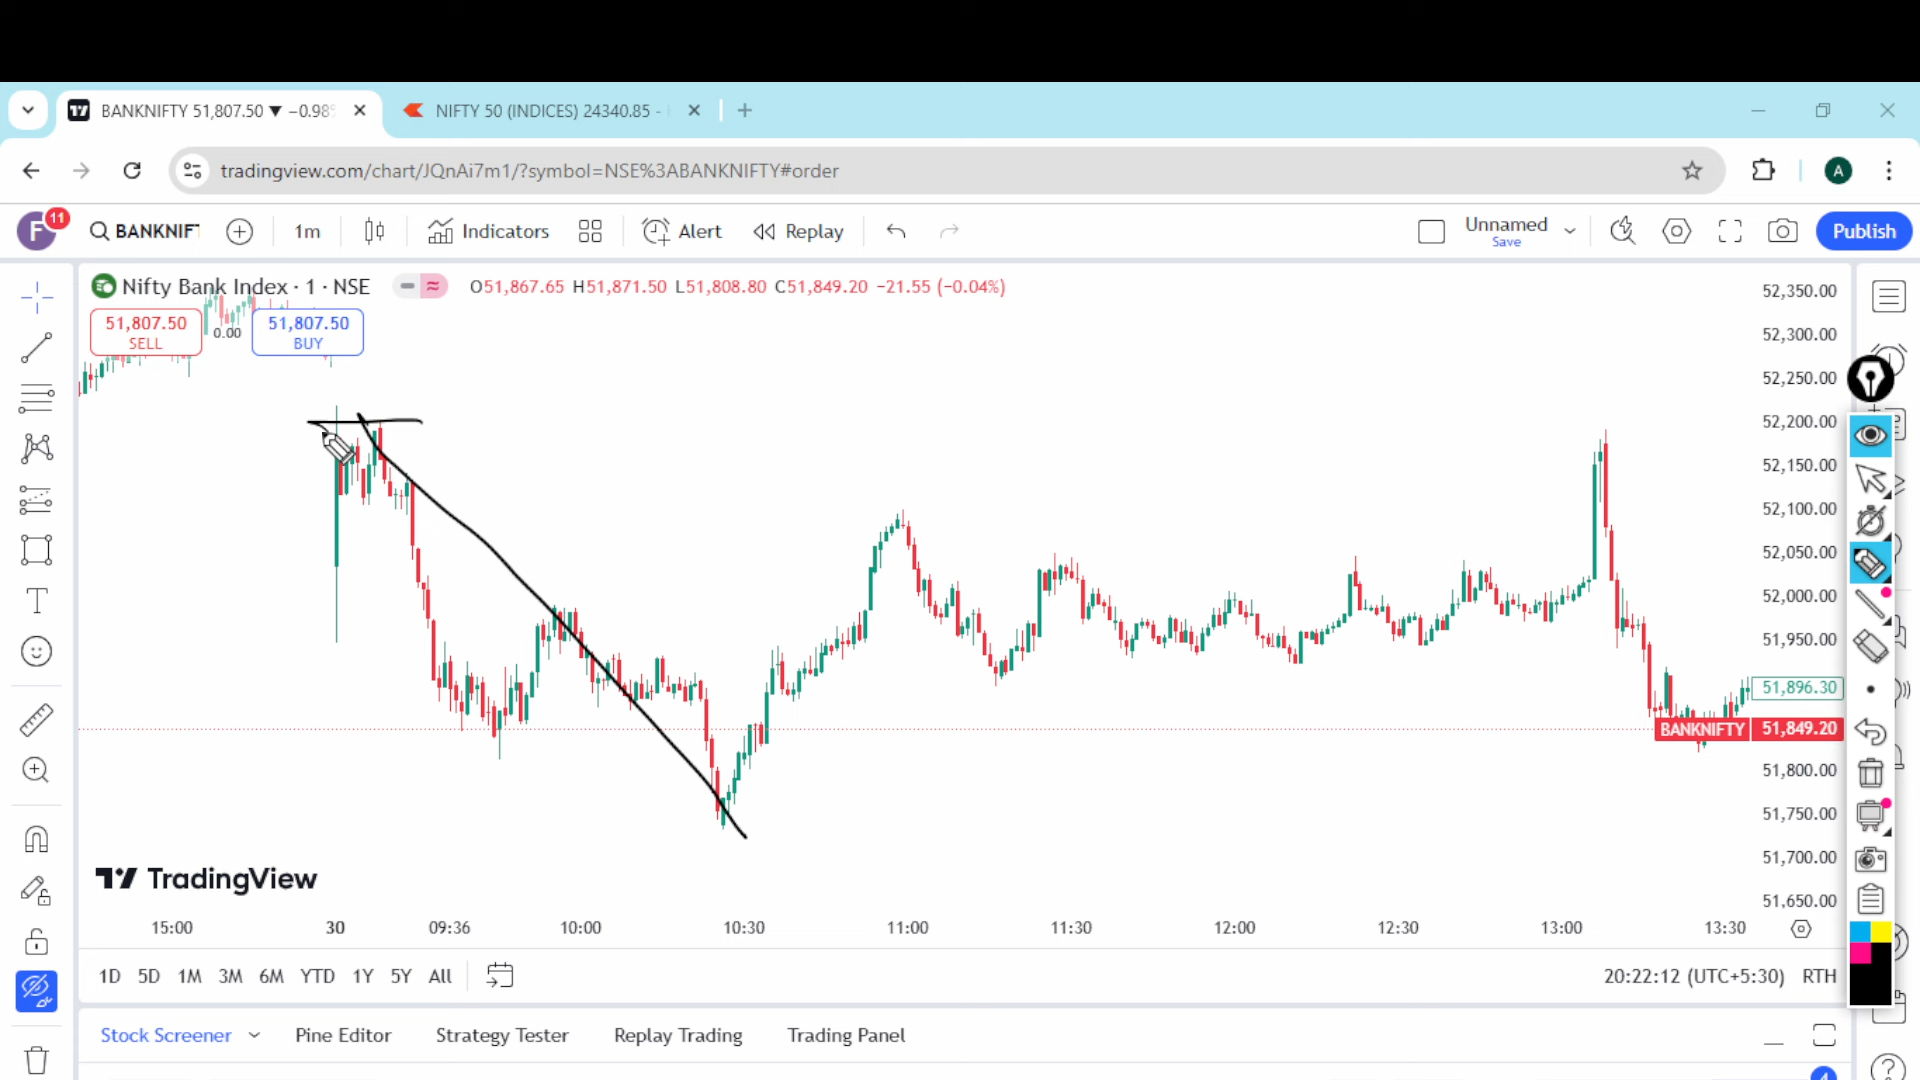 BANKNIFTY 51,807.50 ▼ −0.98%
NIFTY 50 (INDICES) 24340.85 -
tradingview.com/chart/JQnAi7m1/?symbol=NSE%3ABANKNIFTY#order
A
F
11
BANKNIFT
1m
Indicators
Alert
Replay
Unnamed
Save
Publish
Nifty Bank Index · 1 · NSE
O51,867.65 H51,871.50 L51,808.80 C51,849.20 −21.55 (−0.04%)
51,807.50
SELL
0.00
51,807.50
BUY
52,350.00
52,300.00
52,250.00
52,200.00
52,150.00
52,100.00
52,050.00
52,000.00
51,950.00
51,896.30
BANKNIFTY 51,849.20
51,800.00
51,750.00
51,700.00
51,650.00
TradingView
15:00 30 09:36 10:00 10:30 11:00 11:30 12:00 12:30 13:00 13:30
1D 5D 1M 3M 6M YTD 1Y 5Y All
20:22:12 (UTC+5:30) RTH
Stock Screener Pine Editor Strategy Tester Replay Trading Trading Panel